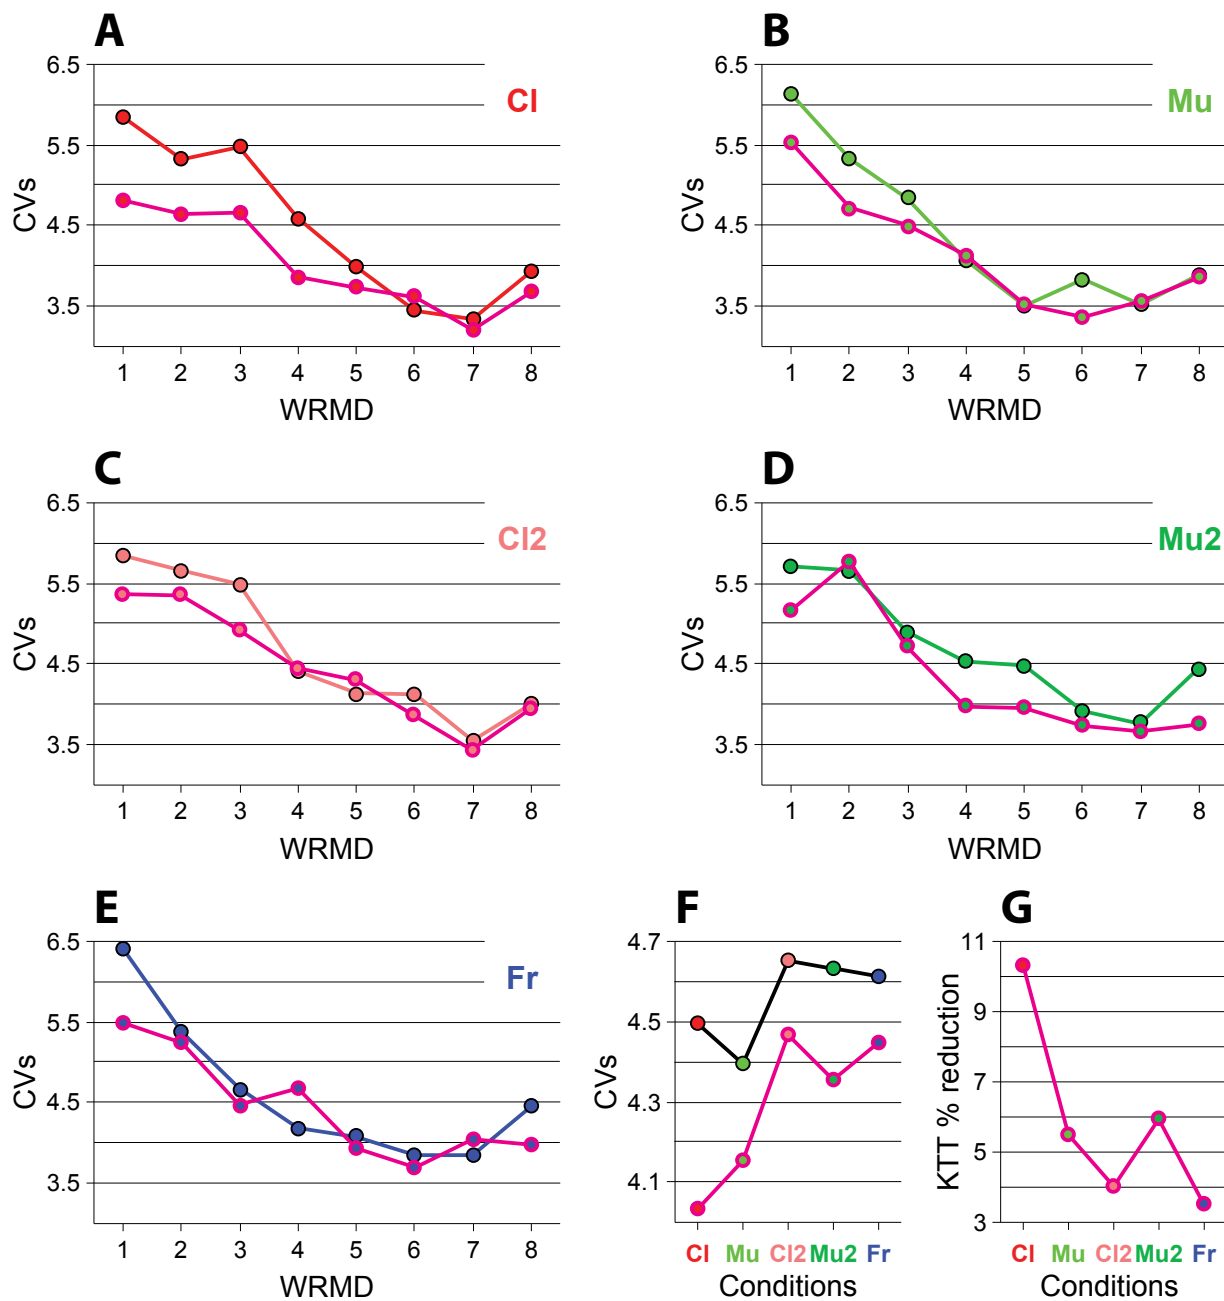 A
6.5
5.5
4.5
3.5
CVs
Cl
1 2 3 4 5 6 7 8
WRMD
B
6.5
5.5
4.5
3.5
CVs
Mu
1 2 3 4 5 6 7 8
WRMD
C
6.5
5.5
4.5
3.5
CVs
Cl2
1 2 3 4 5 6 7 8
WRMD
D
6.5
5.5
4.5
3.5
CVs
Mu2
1 2 3 4 5 6 7 8
WRMD
E
6.5
5.5
4.5
3.5
CVs
Fr
1 2 3 4 5 6 7 8
WRMD
F
4.7
4.5
4.3
4.1
CVs
Cl Mu Cl2 Mu2 Fr
Conditions
G
11
9
7
5
3
KTT % reduction
Cl Mu Cl2 Mu2 Fr
Conditions